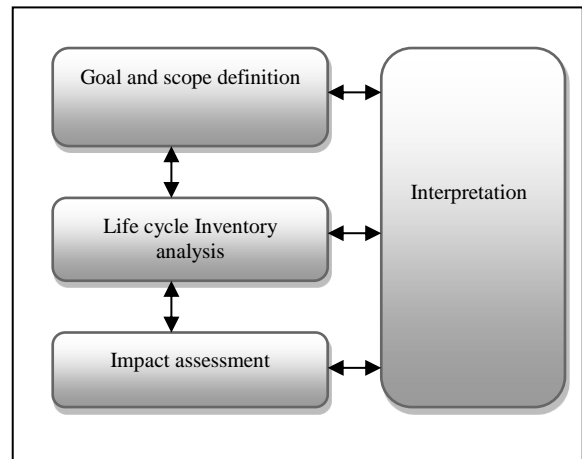 Goal and scope definition
Life cycle Inventory
analysis
Impact assessment
Interpretation